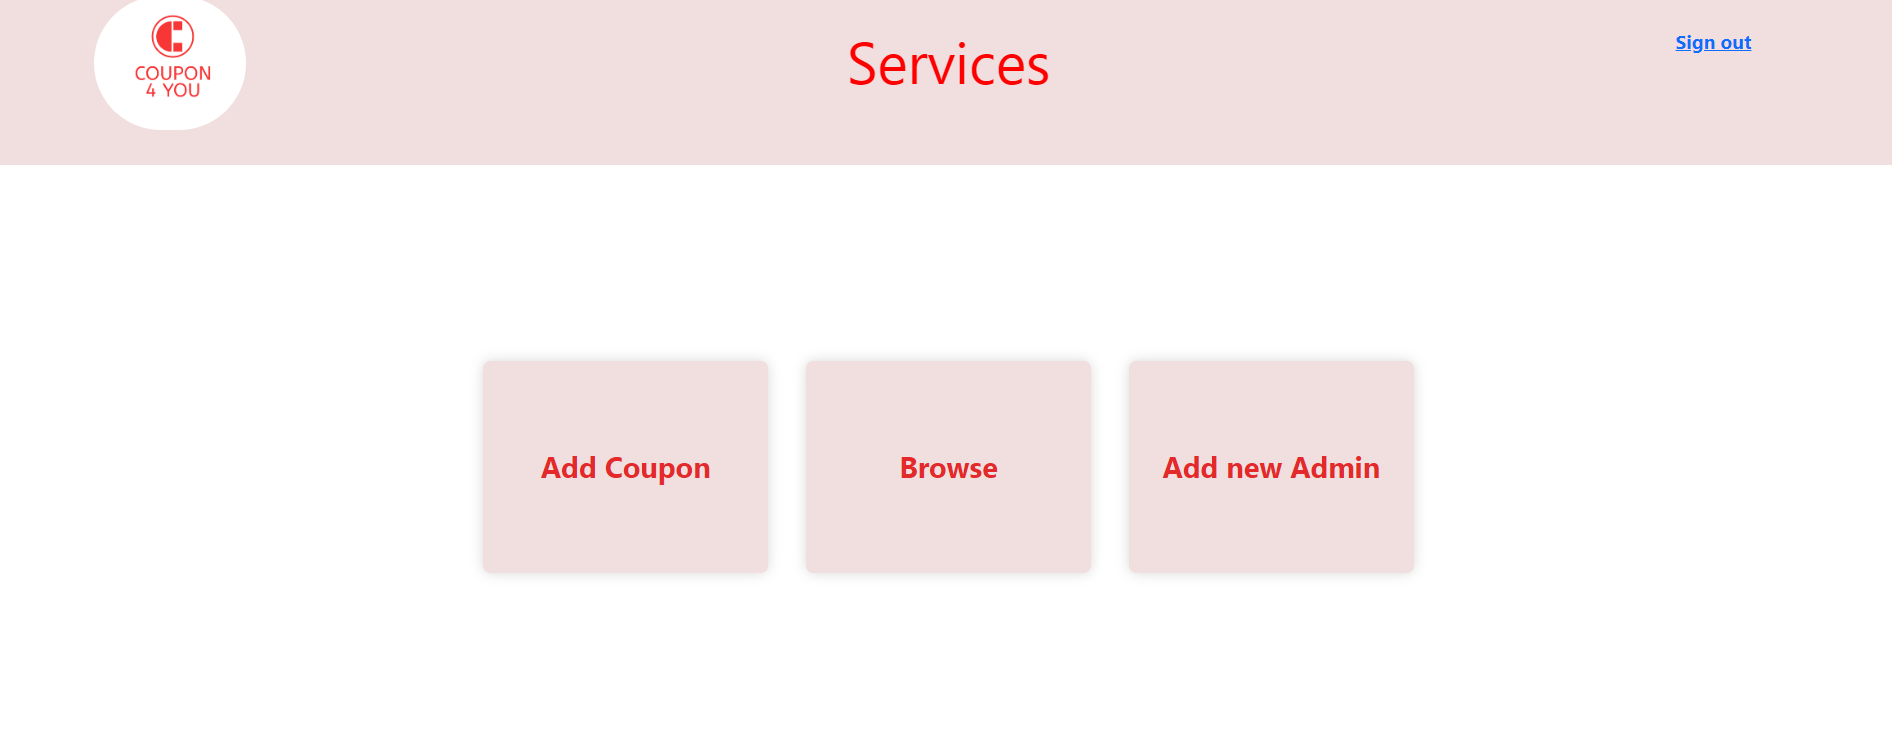 COUPON
4 YOU
Services
Sign out
Add Coupon
Browse
Add new Admin